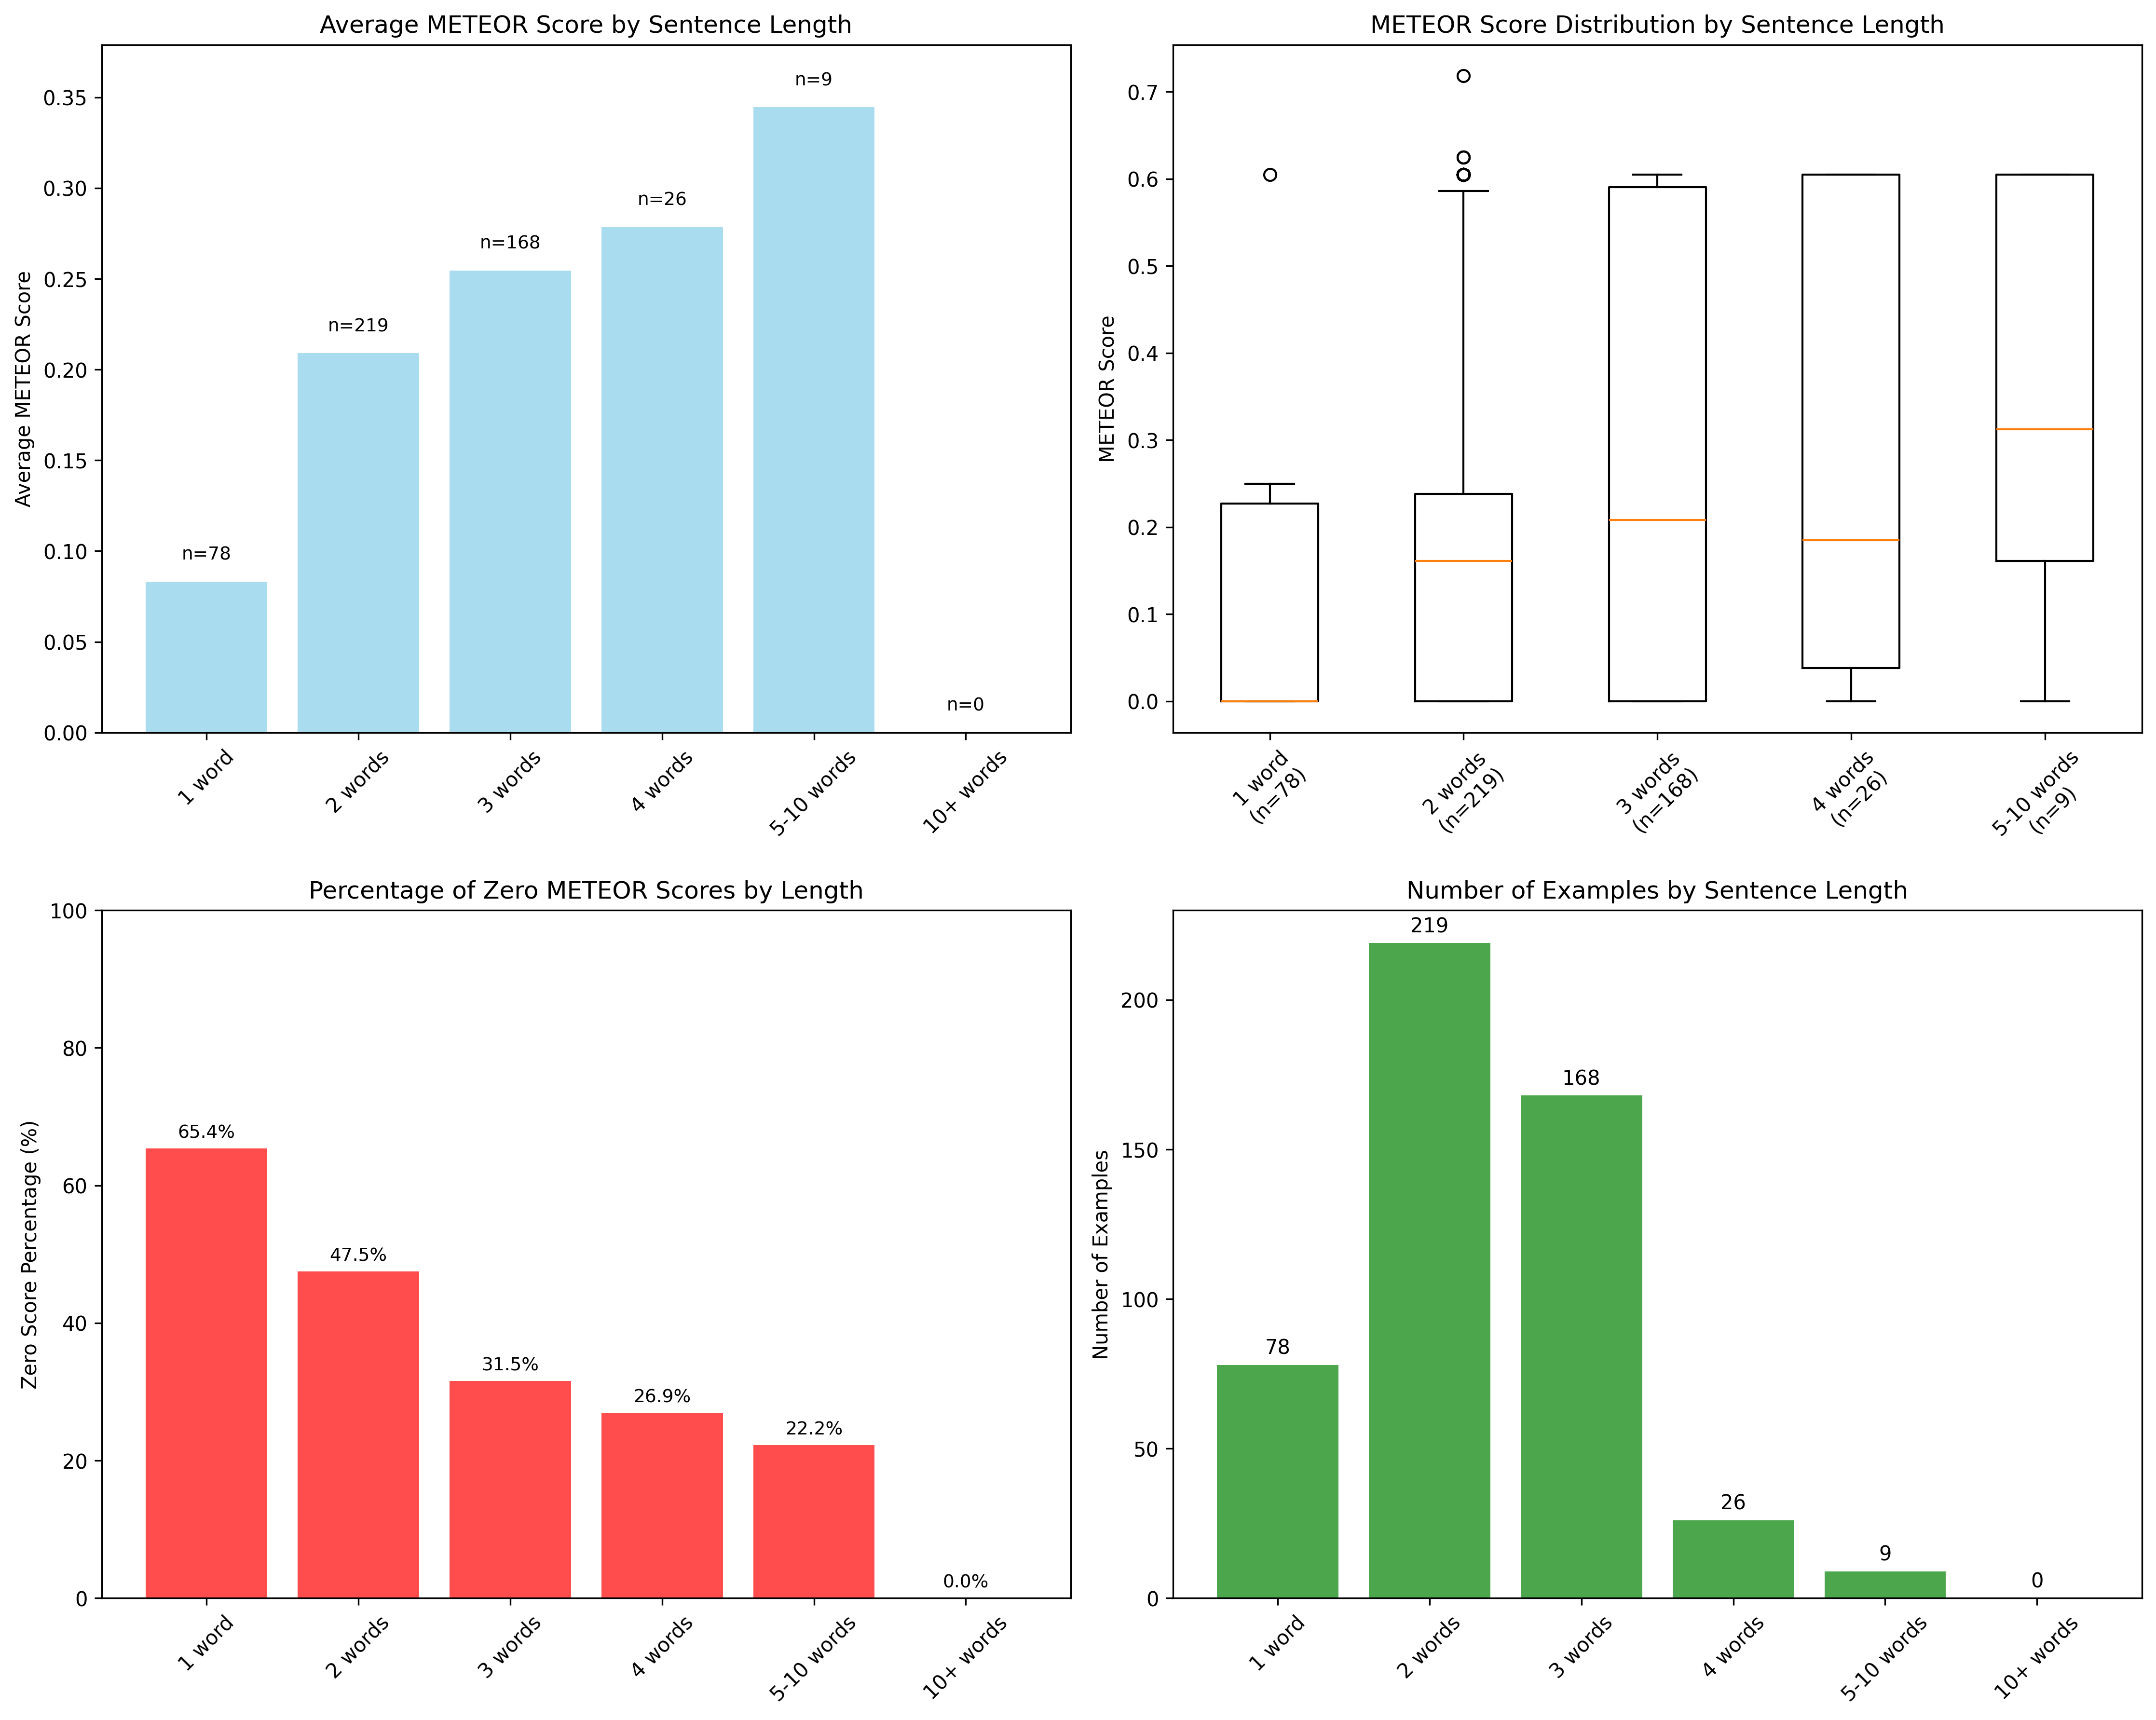 Average METEOR Score by Sentence Length
Average METEOR Score
0.35
0.30
0.25
0.20
0.15
0.10
0.05
0.00
n=78
n=219
n=168
n=26
n=9
n=0
1 word
2 words
3 words
4 words
5-10 words
10+ words
METEOR Score Distribution by Sentence Length
METEOR Score
0.7
0.6
0.5
0.4
0.3
0.2
0.1
0.0
1 word
(n=78)
2 words
(n=219)
3 words
(n=168)
4 words
(n=26)
5-10 words
(n=9)
Percentage of Zero METEOR Scores by Length
Zero Score Percentage (%)
100
80
60
40
20
0
65.4%
47.5%
31.5%
26.9%
22.2%
0.0%
1 word
2 words
3 words
4 words
5-10 words
10+ words
Number of Examples by Sentence Length
Number of Examples
200
150
100
50
0
78
219
168
26
9
0
1 word
2 words
3 words
4 words
5-10 words
10+ words